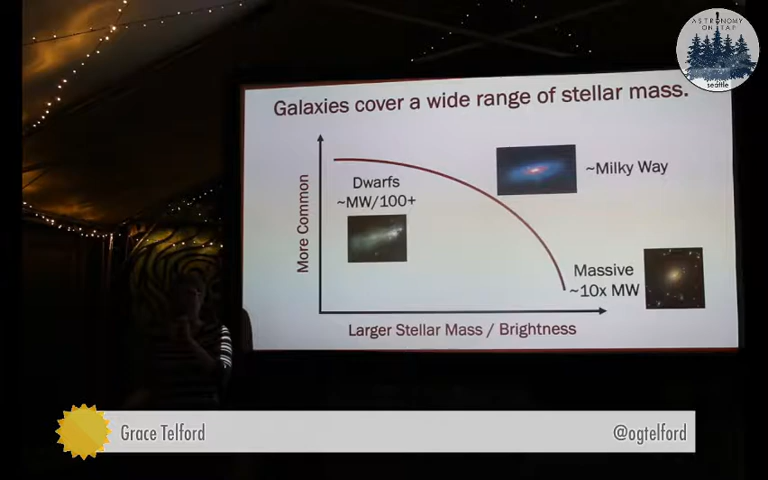 ASTRONOMY
ON TAP
seattle
Galaxies cover a wide range of stellar mass.
More Common
Dwarfs
~MW/100+
~Milky Way
Massive
~10x MW
Larger Stellar Mass / Brightness
Grace Telford
@ogtelford